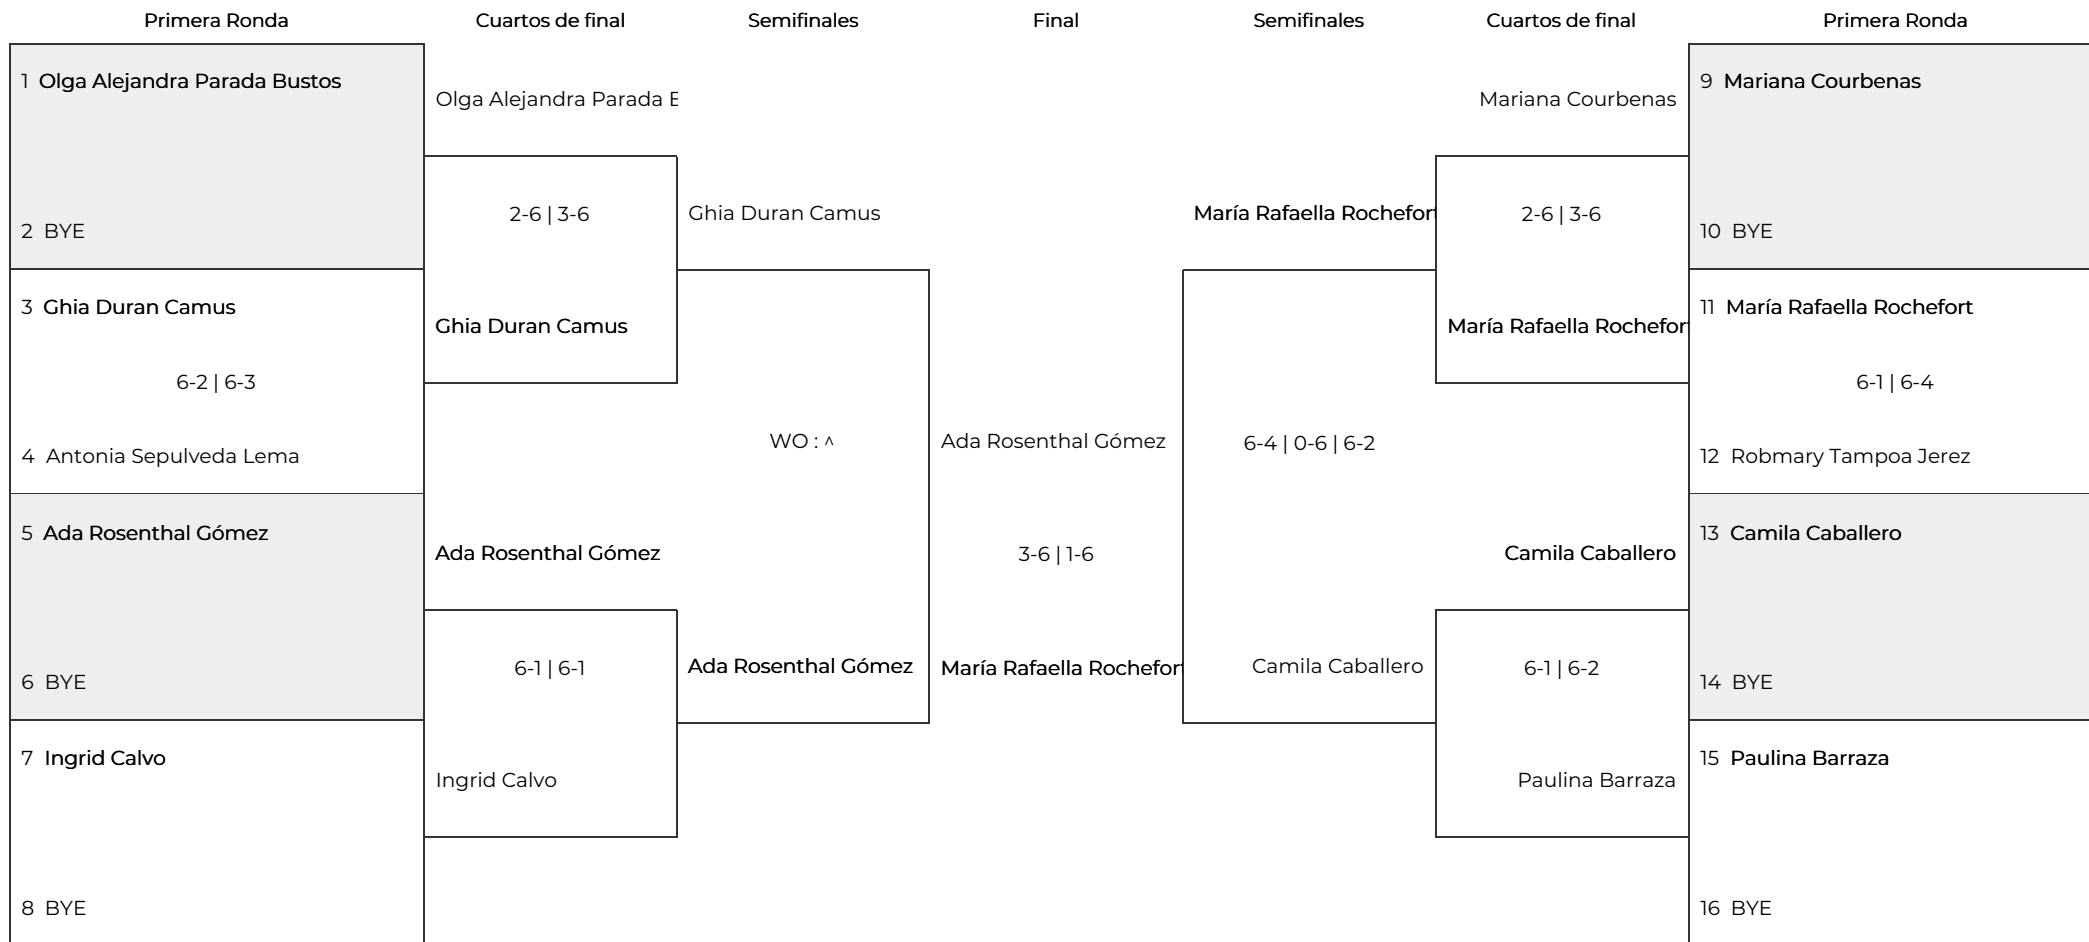 Primera Ronda
Cuartos de final
Semifinales
Final
Semifinales
Cuartos de final
Primera Ronda
1 Olga Alejandra Parada Bustos
2 BYE
3 Ghia Duran Camus
6-2 | 6-3
4 Antonia Sepulveda Lema
5 Ada Rosenthal Gómez
6 BYE
7 Ingrid Calvo
8 BYE
Olga Alejandra Parada B
2-6 | 3-6
Ghia Duran Camus
Ada Rosenthal Gómez
6-1 | 6-1
Ingrid Calvo
Ghia Duran Camus
WO : ^
Ada Rosenthal Gómez
Ada Rosenthal Gómez
3-6 | 1-6
María Rafaella Rochefort
María Rafaella Rochefort
6-4 | 0-6 | 6-2
Camila Caballero
Mariana Courbenas
2-6 | 3-6
María Rafaella Rochefort
Camila Caballero
6-1 | 6-2
Paulina Barraza
9 Mariana Courbenas
10 BYE
11 María Rafaella Rochefort
6-1 | 6-4
12 Robmary Tampoa Jerez
13 Camila Caballero
14 BYE
15 Paulina Barraza
16 BYE